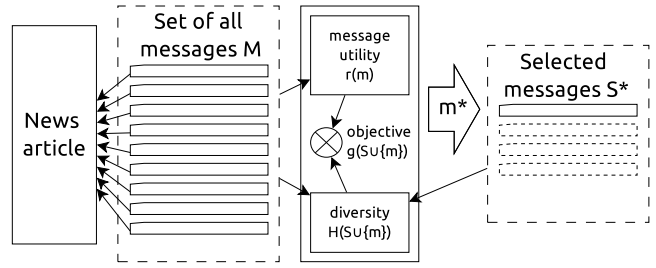 News
article
Set of all
messages M
message
utility
r(m)
objective
g(S∪{m})
diversity
H(S∪{m})
m*
Selected
messages S*